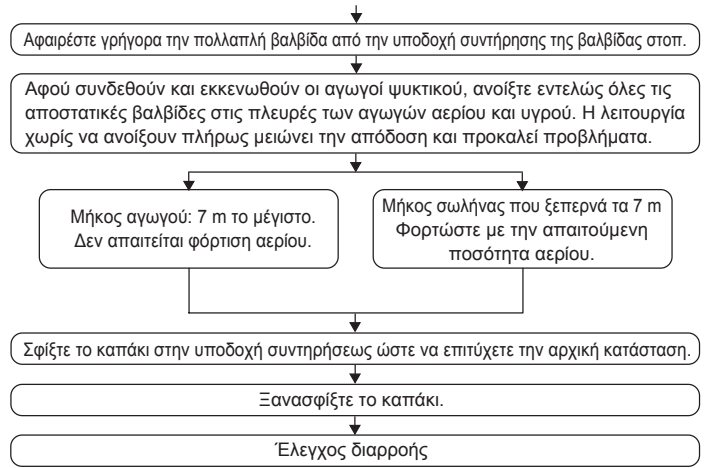 Αφαιρέστε γρήγορα την πολλαπλή βαλβίδα από την υποδοχή συντήρησης της βαλβίδας στοπ.
Αφού συνδεθούν και εκκενωθούν οι αγωγοί ψυκτικού, ανοίξτε εντελώς όλες τις
αποστατικές βαλβίδες στις πλευρές των αγωγών αερίου και υγρού. Η λειτουργία
χωρίς να ανοίξουν πλήρως μειώνει την απόδοση και προκαλεί προβλήματα.
Μήκος αγωγού: 7 m το μέγιστο.
Δεν απαιτείται φόρτιση αερίου.
Μήκος σωλήνας που ξεπερνά τα 7 m
Φορτώστε με την απαιτούμενη
ποσότητα αερίου.
Σφίξτε το καπάκι στην υποδοχή συντηρήσεως ώστε να επιτύχετε την αρχική κατάσταση.
Ξανασφίξτε το καπάκι.
Έλεγχος διαρροής